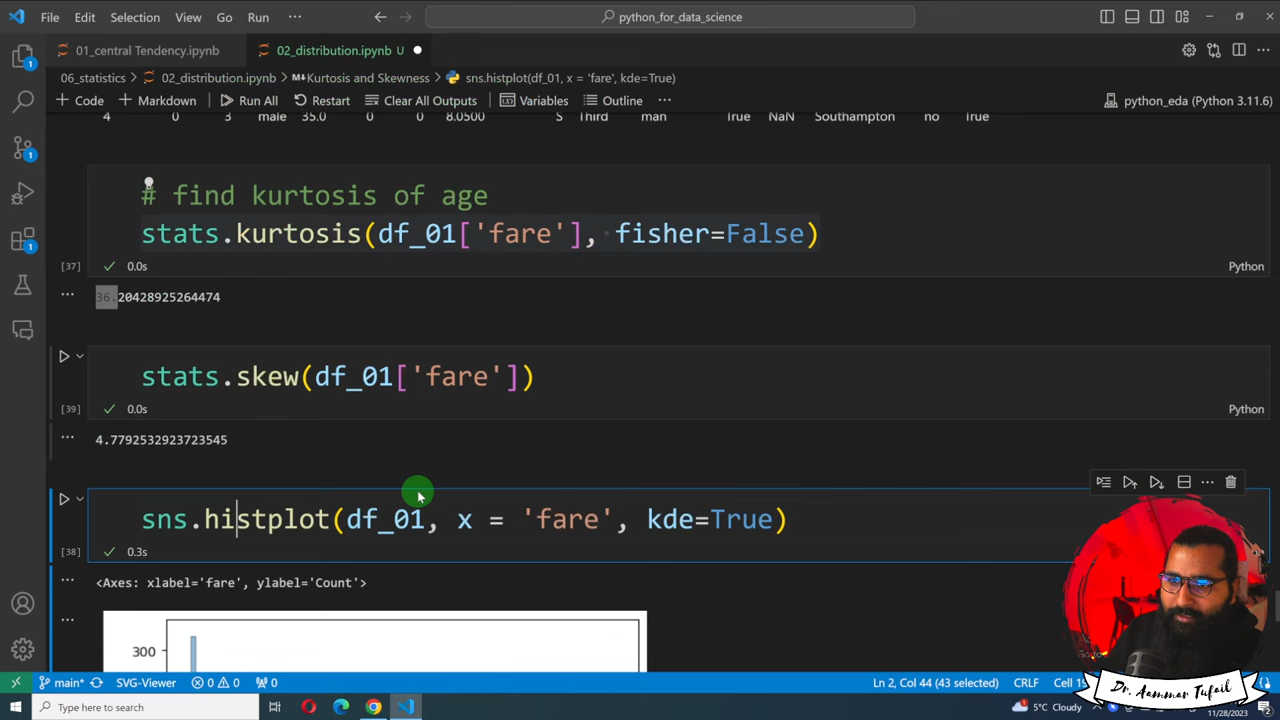 File Edit Selection View Go Run ··· python_for_data_science
01_central Tendency.ipynb 02_distribution.ipynb U
06_statistics > 02_distribution.ipynb > M↓Kurtosis and Skewness > sns.histplot(df_01, x = 'fare', kde=True)
+ Code + Markdown Run All Restart Clear All Outputs Variables Outline ··· python_eda (Python 3.11.6)
4 0 3 male 35.0 0 0 8.0500 S Third man True NaN Southampton no True
# find kurtosis of age
stats.kurtosis(df_01['fare'], fisher=False)
[37] 0.0s Python
36.20428925264474
stats.skew(df_01['fare'])
[39] 0.0s Python
4.7792532923723545
sns.histplot(df_01, x = 'fare', kde=True)
[38] 0.3s
<Axes: xlabel='fare', ylabel='Count'>
300
main* SVG-Viewer 0 0 0 Ln 2, Col 44 (43 selected) CRLF Cell 19
Dr. Aammar Tufail
Type here to search 5°C Cloudy 11/28/2023